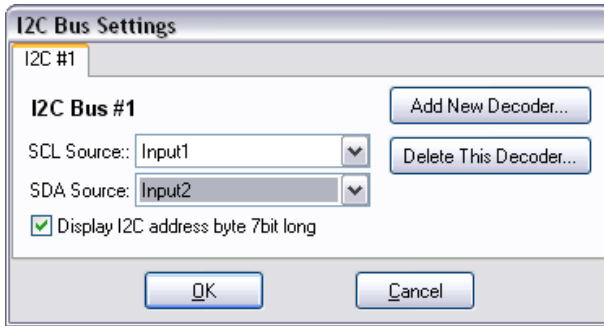 I2C Bus Settings
I2C #1
I2C Bus #1
Add New Decoder...
SCL Source:: Input1
Delete This Decoder...
SDA Source: Input2
Display I2C address byte 7bit long
OK
Cancel